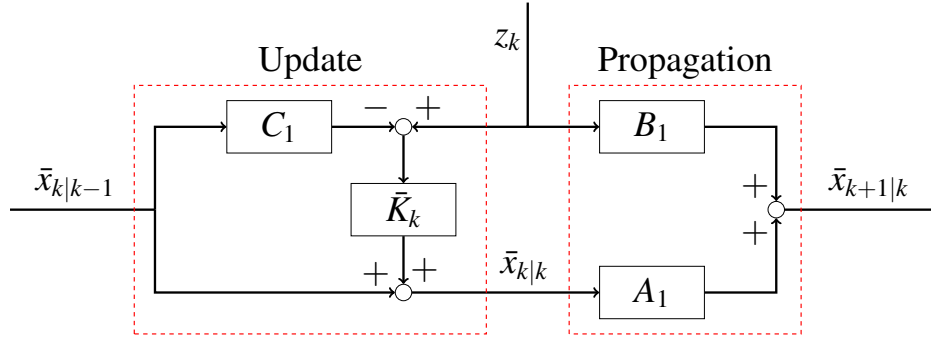 z_k
Update
Propagation
C_1
−
+
B_1
x̄_{k|k−1}
K̄_k
+
x̄_{k+1|k}
+
+
+
x̄_{k|k}
A_1